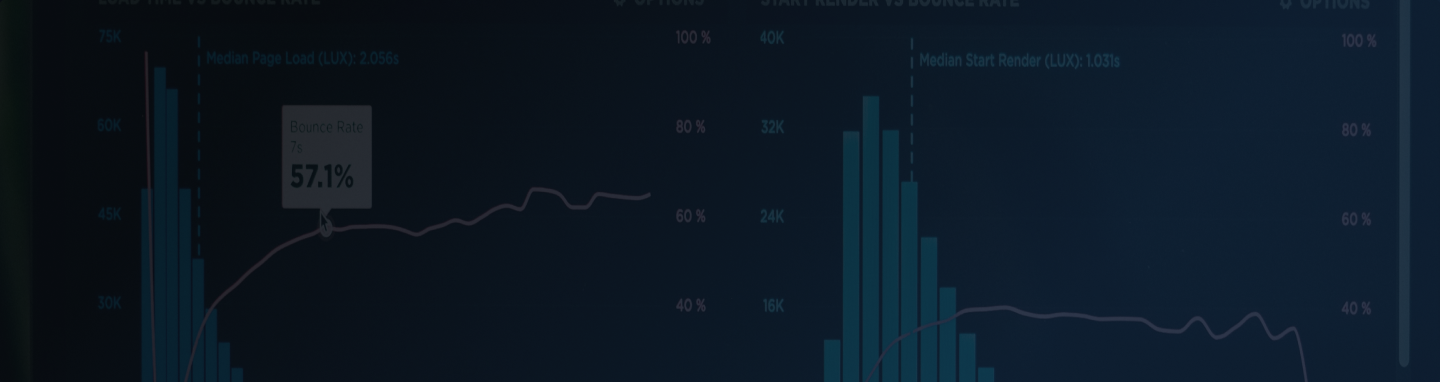 LOAD TIME VS BOUNCE RATE
OPTIONS
75K
Median Page Load (LUX): 2.056s
100 %
60K
Bounce Rate
7s
57.1%
80 %
45K
60 %
30K
40 %
START RENDER VS BOUNCE RATE
OPTIONS
40K
Median Start Render (LUX): 1.031s
100 %
32K
80 %
24K
60 %
16K
40 %